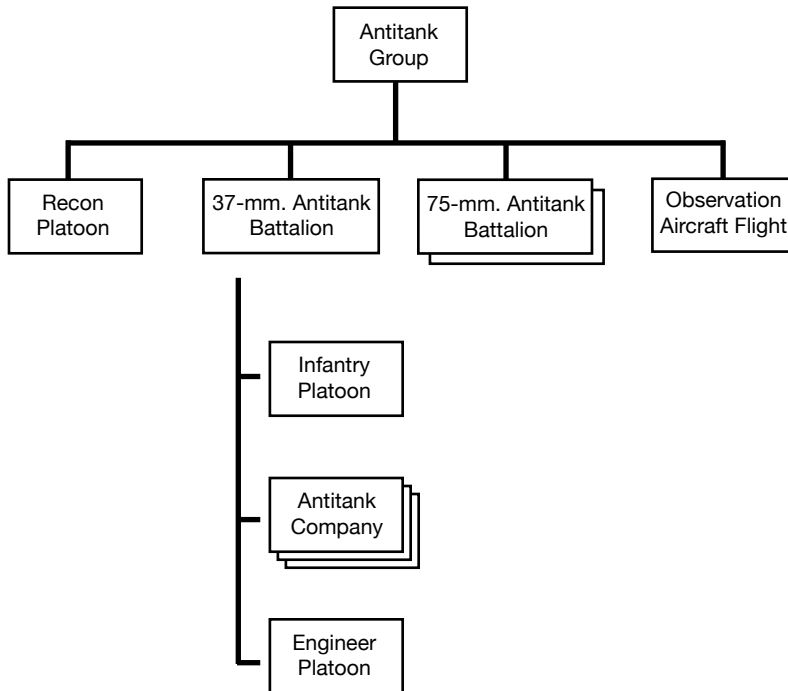 Antitank
Group
Recon
Platoon
37-mm. Antitank
Battalion
75-mm. Antitank
Battalion
Observation
Aircraft Flight
Infantry
Platoon
Antitank
Company
Engineer
Platoon